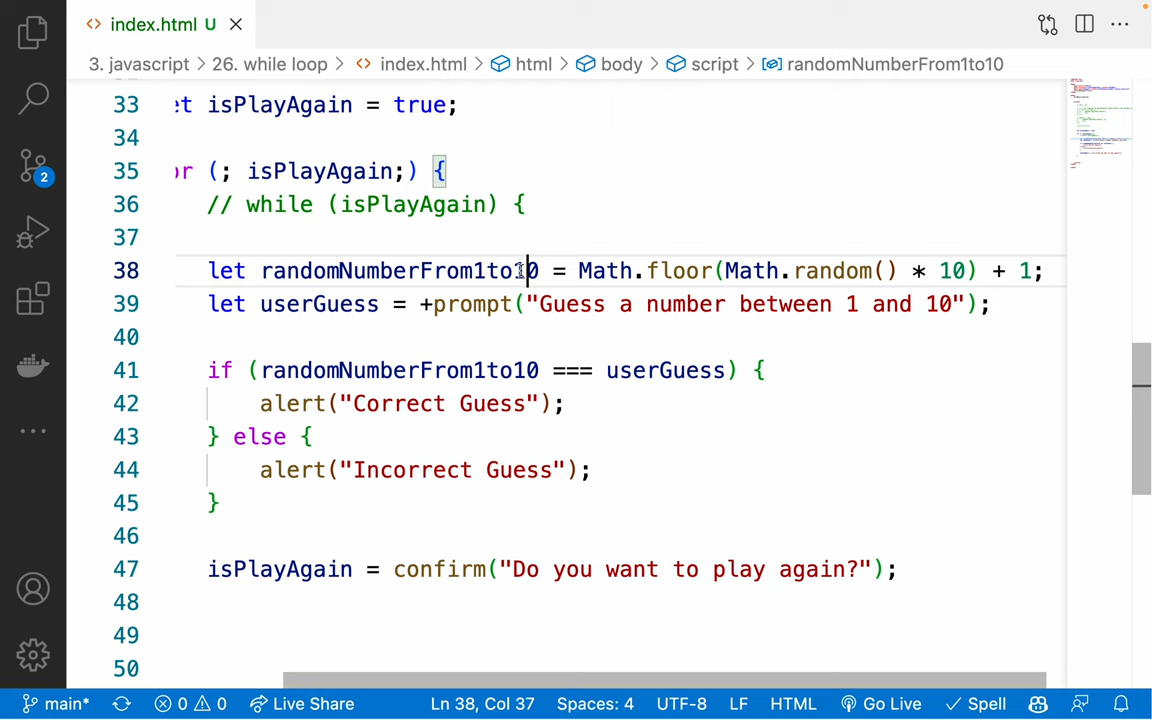 index.html U
3. javascript > 26. while loop > <> index.html > html > body > script > randomNumberFrom1to10
33 et isPlayAgain = true;
34
35 or (; isPlayAgain;) {
36 // while (isPlayAgain) {
37
38 let randomNumberFrom1to10 = Math.floor(Math.random() * 10) + 1;
39 let userGuess = +prompt("Guess a number between 1 and 10");
40
41 if (randomNumberFrom1to10 === userGuess) {
42 alert("Correct Guess");
43 } else {
44 alert("Incorrect Guess");
45 }
46
47 isPlayAgain = confirm("Do you want to play again?");
48
49
50
2
main* 0 0 Live Share Ln 38, Col 37 Spaces: 4 UTF-8 LF HTML Go Live Spell